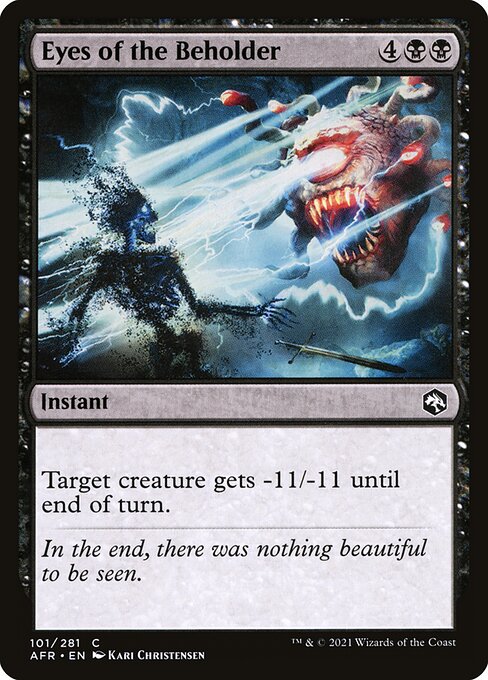 Eyes of the Beholder 4
Instant
Target creature gets -11/-11 until
end of turn.
In the end, there was nothing beautiful
to be seen.
101/281 C
AFR • EN Kari Christensen
™ & © 2021 Wizards of the Coast